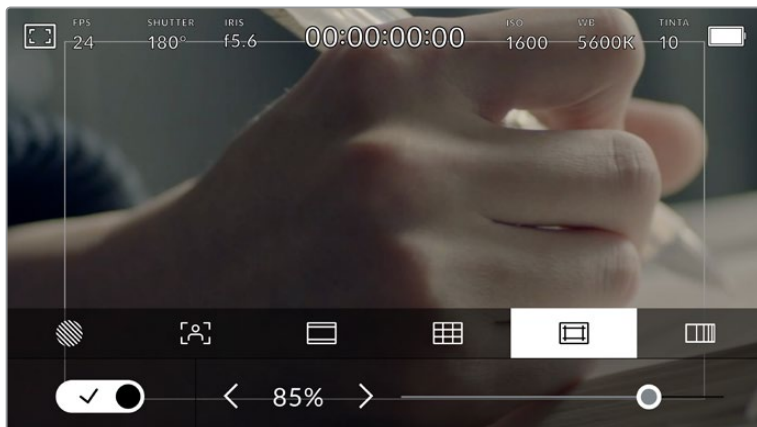 FPS SHUTTER IRIS ISO WB TINTA
24 180° f5.6 00:00:00:00 1600 5600K 10
85%